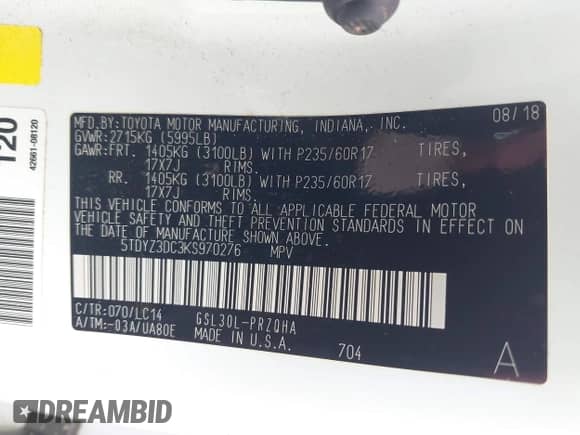 120
42661-08120
MFD.BY:TOYOTA MOTOR MANUFACTURING, INDIANA, INC. 08/18
GVWR:2715KG (5995LB)
GAWR:FRT. 1405KG (3100LB) WITH P235/60R17 TIRES,
17X7J RIMS.
RR. 1405KG (3100LB) WITH P235/60R17 TIRES,
17X7J RIMS.
THIS VEHICLE CONFORMS TO ALL APPLICABLE FEDERAL MOTOR
VEHICLE SAFETY AND THEFT PREVENTION STANDARDS IN EFFECT ON
THE DATE OF MANUFACTURE SHOWN ABOVE.
5TDYZ3DC3KS970276 MPV
C/TR:070/LC14 GSL30L-PRZQHA
A/TM:-03A/UA80E MADE IN U.S.A. 704 A
DREAMBID